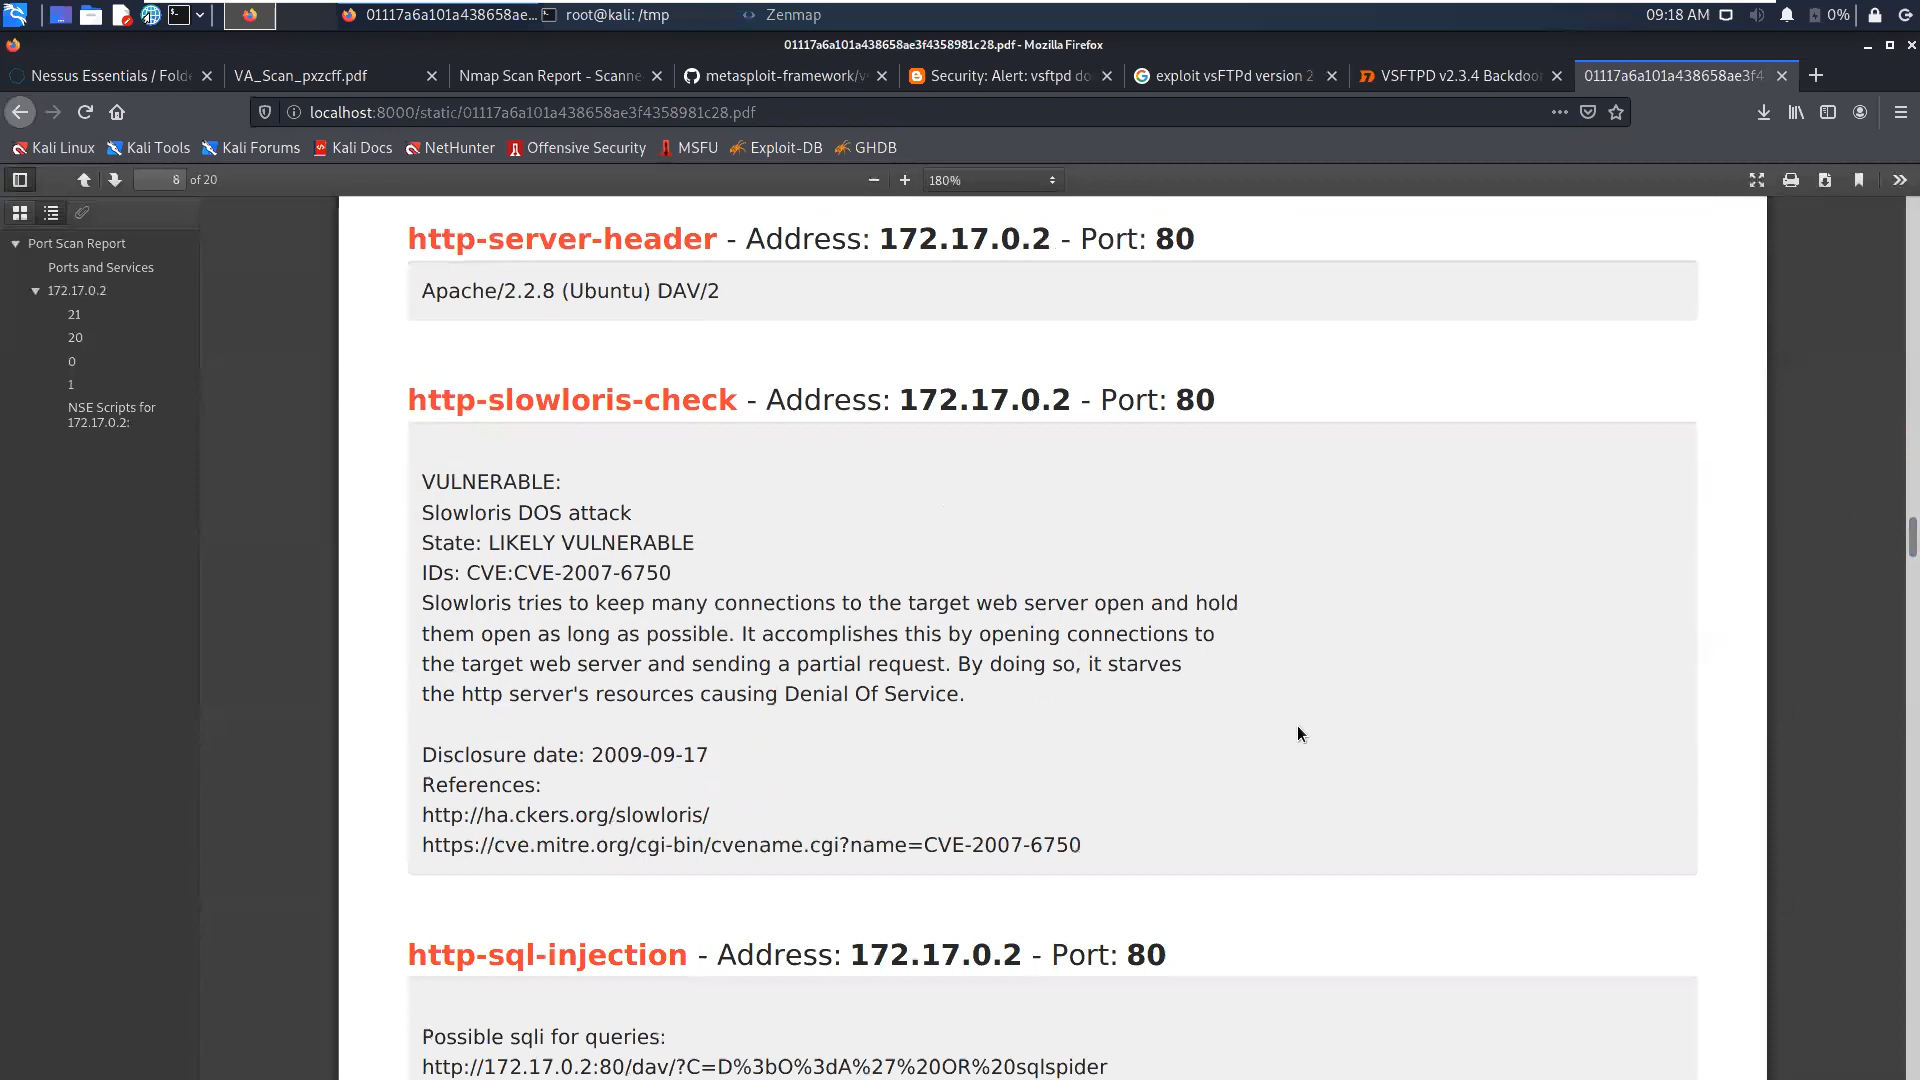 01117a6a101a438658ae...
root@kali: /tmp
Zenmap
09:18 AM
0%
01117a6a101a438658ae3f4358981c28.pdf - Mozilla Firefox
Nessus Essentials / Fold
VA_Scan_pxzcff.pdf
Nmap Scan Report - Scanne
metasploit-framework/v
Security: Alert: vsftpd do
exploit vsFTPd version 2
VSFTPD v2.3.4 Backdoor
01117a6a101a438658ae3f4
localhost:8000/static/01117a6a101a438658ae3f4358981c28.pdf
Kali Linux
Kali Tools
Kali Forums
Kali Docs
NetHunter
Offensive Security
MSFU
Exploit-DB
GHDB
8 of 20
180%
Port Scan Report
Ports and Services
172.17.0.2
21
20
0
1
NSE Scripts for
172.17.0.2:
http-server-header - Address: 172.17.0.2 - Port: 80
Apache/2.2.8 (Ubuntu) DAV/2
http-slowloris-check - Address: 172.17.0.2 - Port: 80
VULNERABLE:
Slowloris DOS attack
State: LIKELY VULNERABLE
IDs: CVE:CVE-2007-6750
Slowloris tries to keep many connections to the target web server open and hold
them open as long as possible. It accomplishes this by opening connections to
the target web server and sending a partial request. By doing so, it starves
the http server's resources causing Denial Of Service.
Disclosure date: 2009-09-17
References:
http://ha.ckers.org/slowloris/
https://cve.mitre.org/cgi-bin/cvename.cgi?name=CVE-2007-6750
http-sql-injection - Address: 172.17.0.2 - Port: 80
Possible sqli for queries:
http://172.17.0.2:80/dav/?C=D%3bO%3dA%27%20OR%20sqlspider